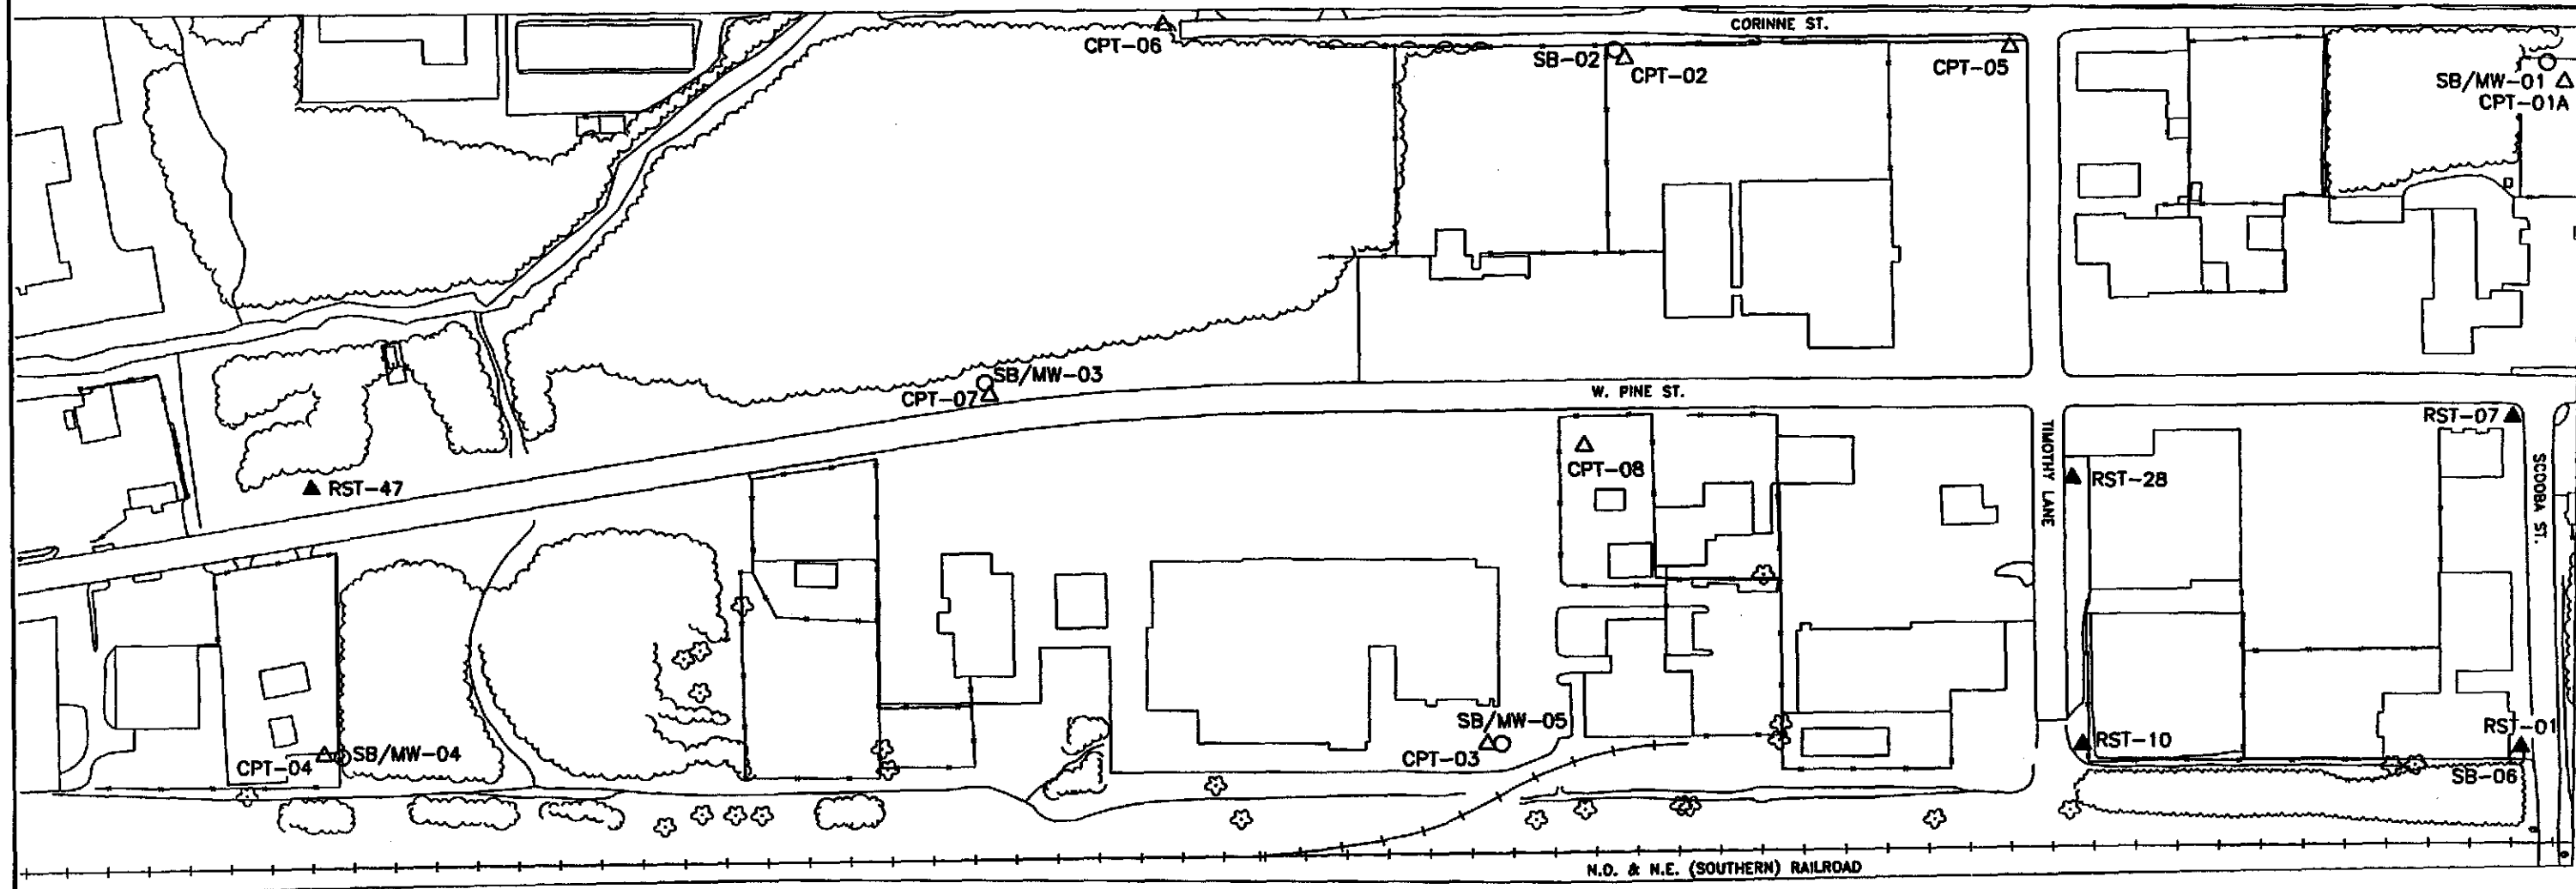 CORINNE ST.
CPT-06
SB-02
CPT-02
CPT-05
SB/MW-01
CPT-01A
SB/MW-03
CPT-07
W. PINE ST.
RST-07
CPT-08
TIMOTHY LANE
RST-28
SCOOBA ST.
RST-47
SB/MW-05
CPT-03
SB/MW-04
CPT-04
RST-10
RST-01
SB-06
N.O. & N.E. (SOUTHERN) RAILROAD